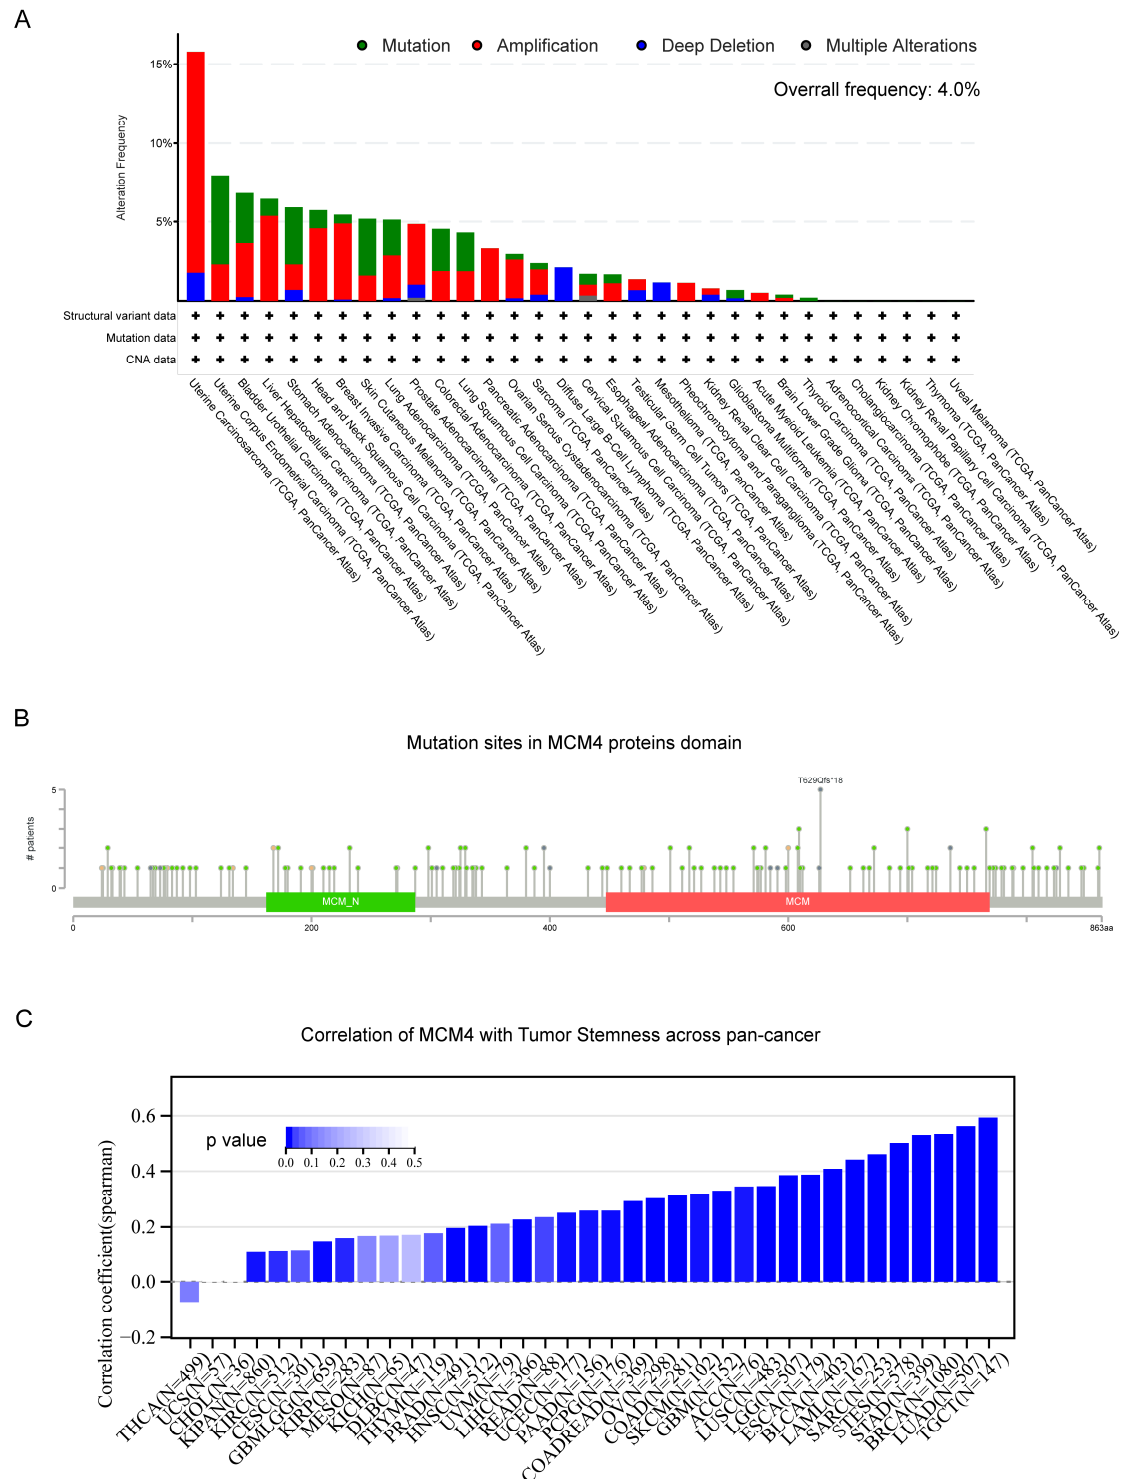 A
Mutation
Amplification
Deep Deletion
Multiple Alterations
Overrall frequency: 4.0%
Alteration Frequency
15%
10%
5%
Structural variant data
Mutation data
CNA data
Uterine Carcinosarcoma (TCGA, PanCancer Atlas)
Uterine Corpus Endometrial Carcinoma (TCGA, PanCancer Atlas)
Bladder Urothelial Carcinoma (TCGA, PanCancer Atlas)
Liver Hepatocellular Carcinoma (TCGA, PanCancer Atlas)
Stomach Adenocarcinoma (TCGA, PanCancer Atlas)
Head and Neck Squamous Cell Carcinoma (TCGA, PanCancer Atlas)
Breast Invasive Carcinoma (TCGA, PanCancer Atlas)
Skin Cutaneous Melanoma (TCGA, PanCancer Atlas)
Lung Adenocarcinoma (TCGA, PanCancer Atlas)
Prostate Adenocarcinoma (TCGA, PanCancer Atlas)
Colorectal Adenocarcinoma (TCGA, PanCancer Atlas)
Lung Squamous Cell Carcinoma (TCGA, PanCancer Atlas)
Pancreatic Adenocarcinoma (TCGA, PanCancer Atlas)
Ovarian Serous Cystadenocarcinoma (TCGA, PanCancer Atlas)
Sarcoma (TCGA, PanCancer Atlas)
Diffuse Large B-Cell Lymphoma (TCGA, PanCancer Atlas)
Cervical Squamous Cell Carcinoma (TCGA, PanCancer Atlas)
Esophageal Adenocarcinoma (TCGA, PanCancer Atlas)
Testicular Germ Cell Tumors (TCGA, PanCancer Atlas)
Mesothelioma (TCGA, PanCancer Atlas)
Pheochromocytoma and Paraganglioma (TCGA, PanCancer Atlas)
Kidney Renal Clear Cell Carcinoma (TCGA, PanCancer Atlas)
Glioblastoma Multiforme (TCGA, PanCancer Atlas)
Acute Myeloid Leukemia (TCGA, PanCancer Atlas)
Brain Lower Grade Glioma (TCGA, PanCancer Atlas)
Thyroid Carcinoma (TCGA, PanCancer Atlas)
Adrenocortical Carcinoma (TCGA, PanCancer Atlas)
Cholangiocarcinoma (TCGA, PanCancer Atlas)
Kidney Chromophobe (TCGA, PanCancer Atlas)
Kidney Renal Papillary Cell Carcinoma (TCGA, PanCancer Atlas)
Thymoma (TCGA, PanCancer Atlas)
Uveal Melanoma (TCGA, PanCancer Atlas)
B
Mutation sites in MCM4 proteins domain
T629Qfs*18
# patients
5
0
MCM_N
MCM
0
200
400
600
863aa
C
Correlation of MCM4 with Tumor Stemness across pan-cancer
Correlation coefficient(spearman)
p value
0.0 0.1 0.2 0.3 0.4 0.5
0.6
0.4
0.2
0.0
−0.2
THCA(N=499)
UCS(N=57)
CHOL(N=36)
KIPAN(N=860)
KIRC(N=512)
CESC(N=301)
GBMLGG(N=659)
KIRP(N=283)
MESO(N=87)
KICH(N=65)
DLBC(N=47)
THYM(N=119)
PRAD(N=491)
HNSC(N=512)
UVM(N=79)
LIHC(N=366)
READ(N=88)
UCEC(N=177)
PAAD(N=156)
PCPG(N=176)
COADREAD(N=369)
OV(N=298)
COAD(N=281)
SKCM(N=102)
GBM(N=152)
ACC(N=76)
LUSC(N=483)
LGG(N=507)
ESCA(N=179)
BLCA(N=403)
LAML(N=167)
SARC(N=253)
STES(N=578)
STAD(N=399)
BRCA(N=1080)
LUAD(N=507)
TGCT(N=147)